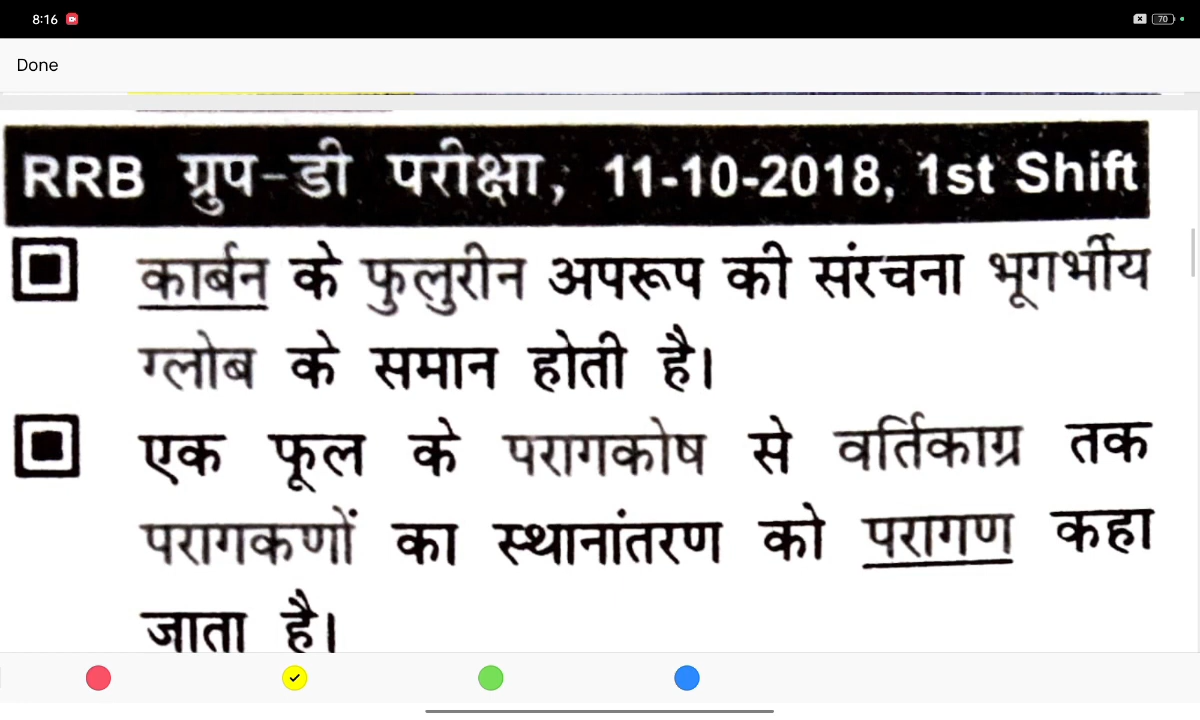 8:16
70
Done
RRB ग्रुप-डी परीक्षा, 11-10-2018, 1st Shift
कार्बन के फुलुरीन अपरूप की संरचना भूगर्भीय
ग्लोब के समान होती है।
एक फूल के परागकोष से वर्तिकाग्र तक
परागकणों का स्थानांतरण को परागण कहा
जाता है।